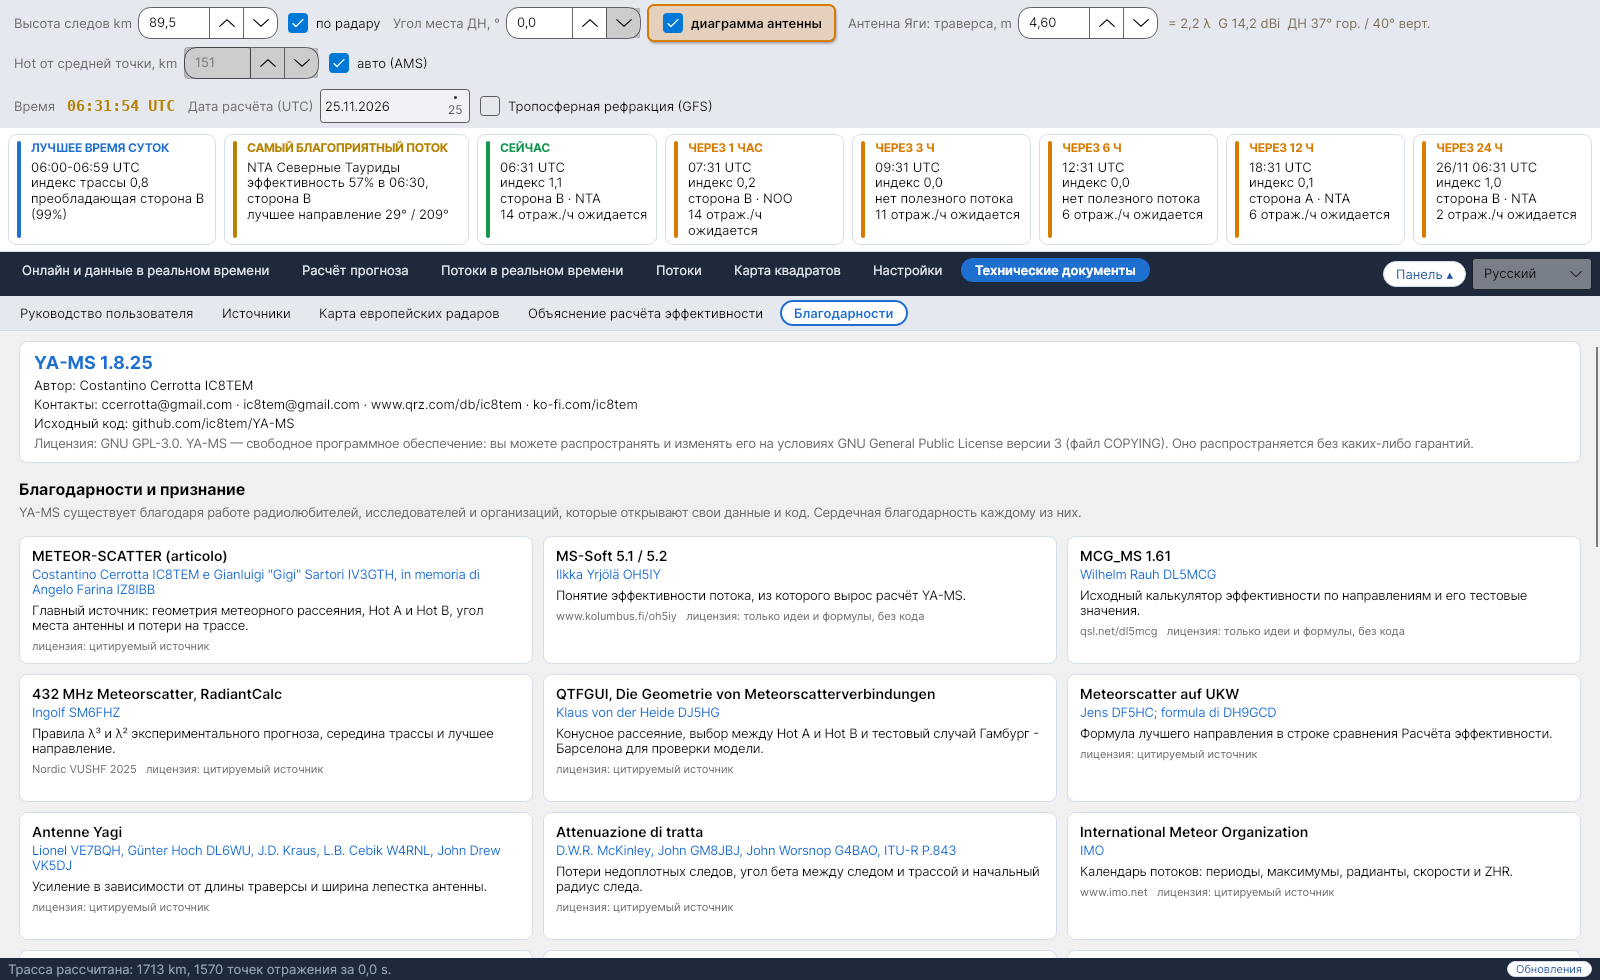 Высота следов km 89,5 по радару Угол места ДН, ° 0,0 диаграмма антенны Антенна Яги: траверса, m 4,60 = 2,2 λ G 14,2 dBi ДН 37° гор. / 40° верт.
Hot от средней точки, km 151 авто (AMS)
Время 06:31:54 UTC Дата расчёта (UTC) 25.11.2026 25 Тропосферная рефракция (GFS)
ЛУЧШЕЕ ВРЕМЯ СУТОК
06:00-06:59 UTC
индекс трассы 0,8
преобладающая сторона B
(99%)
САМЫЙ БЛАГОПРИЯТНЫЙ ПОТОК
NTA Северные Тауриды
эффективность 57% в 06:30,
сторона B
лучшее направление 29° / 209°
СЕЙЧАС
06:31 UTC
индекс 1,1
сторона B · NTA
14 отраж./ч ожидается
ЧЕРЕЗ 1 ЧАС
07:31 UTC
индекс 0,2
сторона B · NOO
14 отраж./ч
ожидается
ЧЕРЕЗ 3 Ч
09:31 UTC
индекс 0,0
нет полезного потока
11 отраж./ч ожидается
ЧЕРЕЗ 6 Ч
12:31 UTC
индекс 0,0
нет полезного потока
6 отраж./ч ожидается
ЧЕРЕЗ 12 Ч
18:31 UTC
индекс 0,1
сторона A · NTA
6 отраж./ч ожидается
ЧЕРЕЗ 24 Ч
26/11 06:31 UTC
индекс 1,0
сторона B · NTA
2 отраж./ч ожидается
Онлайн и данные в реальном времени Расчёт прогноза Потоки в реальном времени Потоки Карта квадратов Настройки Технические документы Панель ▴ Русский
Руководство пользователя Источники Карта европейских радаров Объяснение расчёта эффективности Благодарности
YA-MS 1.8.25
Автор: Costantino Cerrotta IC8TEM
Контакты: ccerrotta@gmail.com · ic8tem@gmail.com · www.qrz.com/db/ic8tem · ko-fi.com/ic8tem
Исходный код: github.com/ic8tem/YA-MS
Лицензия: GNU GPL-3.0. YA-MS — свободное программное обеспечение: вы можете распространять и изменять его на условиях GNU General Public License версии 3 (файл COPYING). Оно распространяется без каких-либо гарантий.
Благодарности и признание
YA-MS существует благодаря работе радиолюбителей, исследователей и организаций, которые открывают свои данные и код. Сердечная благодарность каждому из них.
METEOR-SCATTER (articolo)
Costantino Cerrotta IC8TEM e Gianluigi "Gigi" Sartori IV3GTH, in memoria di
Angelo Farina IZ8IBB
Главный источник: геометрия метеорного рассеяния, Hot A и Hot B, угол
места антенны и потери на трассе.
лицензия: цитируемый источник
MS-Soft 5.1 / 5.2
Ilkka Yrjölä OH5IY
Понятие эффективности потока, из которого вырос расчёт YA-MS.
www.kolumbus.fi/oh5iy лицензия: только идеи и формулы, без кода
MCG_MS 1.61
Wilhelm Rauh DL5MCG
Исходный калькулятор эффективности по направлениям и его тестовые
значения.
qsl.net/dl5mcg лицензия: только идеи и формулы, без кода
432 MHz Meteorscatter, RadiantCalc
Ingolf SM6FHZ
Правила λ³ и λ² экспериментального прогноза, середина трассы и лучшее
направление.
Nordic VUSHF 2025 лицензия: цитируемый источник
QTFGUI, Die Geometrie von Meteorscatterverbindungen
Klaus von der Heide DJ5HG
Конусное рассеяние, выбор между Hot A и Hot B и тестовый случай Гамбург -
Барселона для проверки модели.
лицензия: цитируемый источник
Meteorscatter auf UKW
Jens DF5HC; formula di DH9GCD
Формула лучшего направления в строке сравнения Расчёта эффективности.
лицензия: цитируемый источник
Antenne Yagi
Lionel VE7BQH, Günter Hoch DL6WU, J.D. Kraus, L.B. Cebik W4RNL, John Drew
VK5DJ
Усиление в зависимости от длины траверсы и ширина лепестка антенны.
лицензия: цитируемый источник
Attenuazione di tratta
D.W.R. McKinley, John GM8JBJ, John Worsnop G4BAO, ITU-R P.843
Потери недоплотных следов, угол бета между следом и трассой и начальный
радиус следа.
лицензия: цитируемый источник
International Meteor Organization
IMO
Календарь потоков: периоды, максимумы, радианты, скорости и ZHR.
www.imo.net лицензия: цитируемый источник
Трасса рассчитана: 1713 km, 1570 точек отражения за 0,0 s.
Обновления